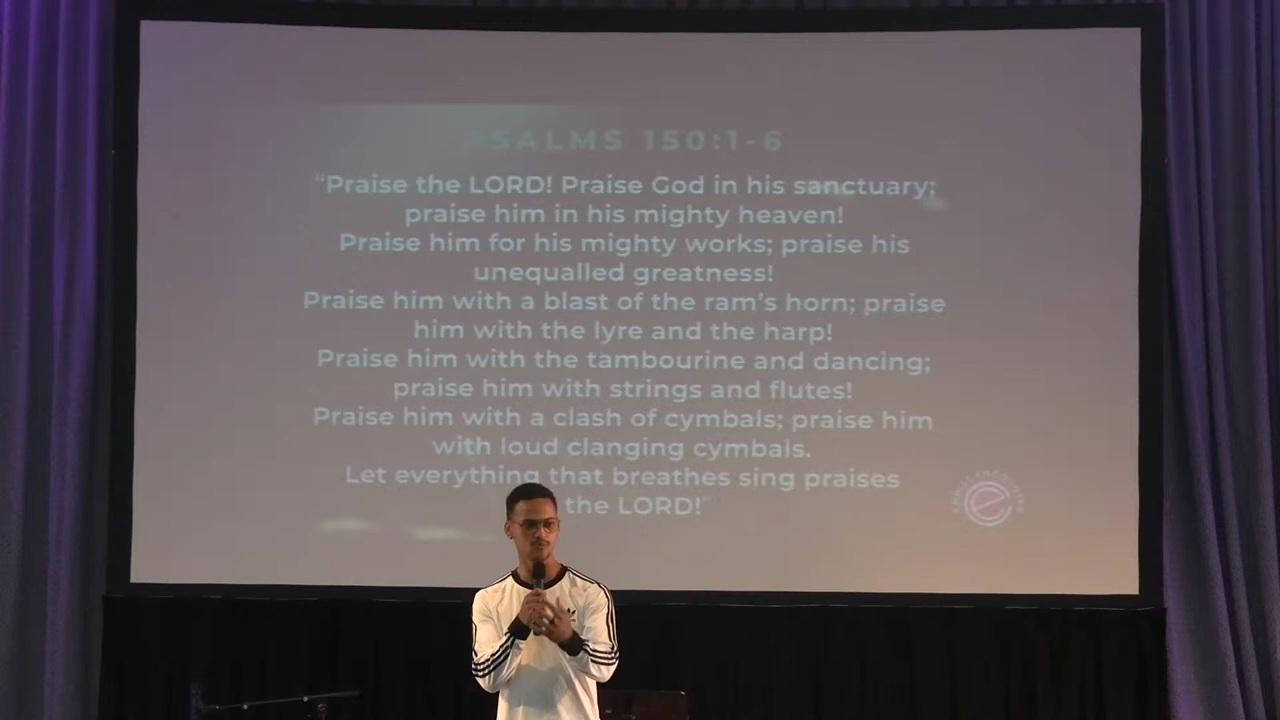 PSALMS 150:1-6
“Praise the LORD! Praise God in his sanctuary;
praise him in his mighty heaven!
Praise him for his mighty works; praise his
unequalled greatness!
Praise him with a blast of the ram’s horn; praise
him with the lyre and the harp!
Praise him with the tambourine and dancing;
praise him with strings and flutes!
Praise him with a clash of cymbals; praise him
with loud clanging cymbals.
Let everything that breathes sing praises
the LORD!”